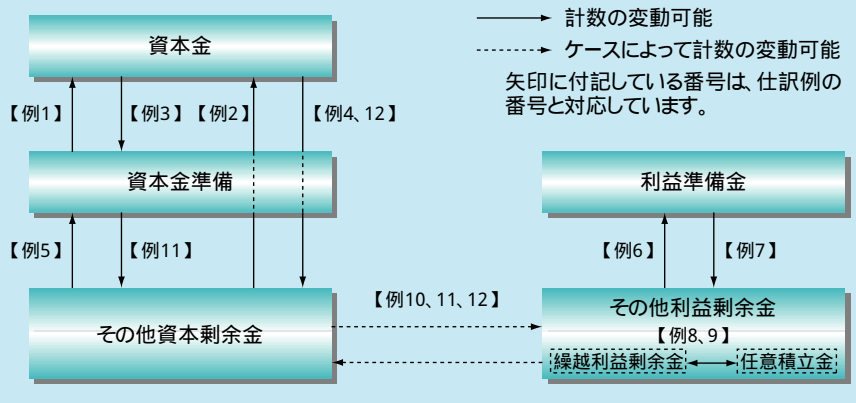 資本金
計数の変動可能
ケースによって計数の変動可能
矢印に付記している番号は、仕訳例の
番号と対応しています。
【例1】
【例3】
【例2】
【例4、12】
資本金準備
利益準備金
【例5】
【例11】
【例6】
【例7】
その他資本剰余金
【例10、11、12】
その他利益剰余金
【例8、9】
繰越利益剰余金
任意積立金